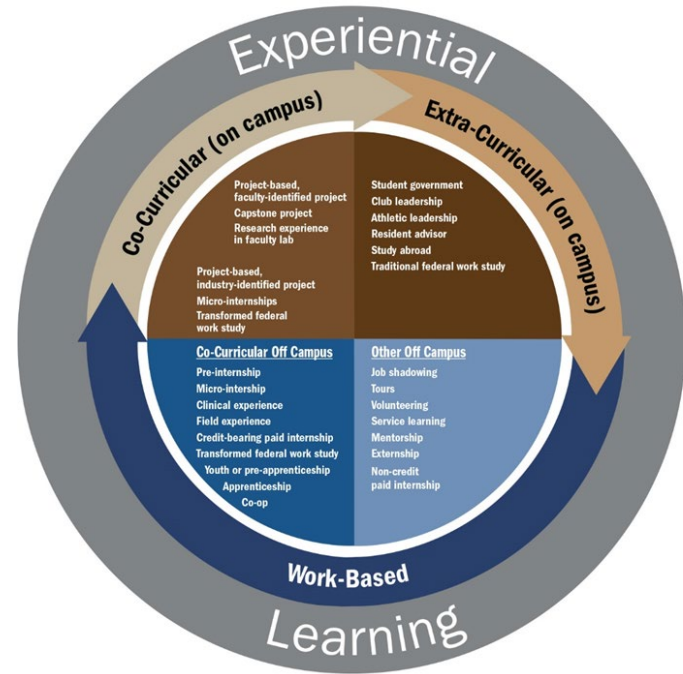 Experiential
Co-Curricular (on campus)
Extra-Curricular (on campus)
Project-based,
faculty-identified project
Capstone project
Research experience
in faculty lab
Project-based,
industry-identified project
Micro-internships
Transformed federal
work study
Student government
Club leadership
Athletic leadership
Resident advisor
Study abroad
Traditional federal work study
Co-Curricular Off Campus
Pre-internship
Micro-intership
Clinical experience
Field experience
Credit-bearing paid internship
Transformed federal work study
Youth or pre-apprenticeship
Apprenticeship
Co-op
Other Off Campus
Job shadowing
Tours
Volunteering
Service learning
Mentorship
Externship
Non-credit
paid internship
Work-Based
Learning